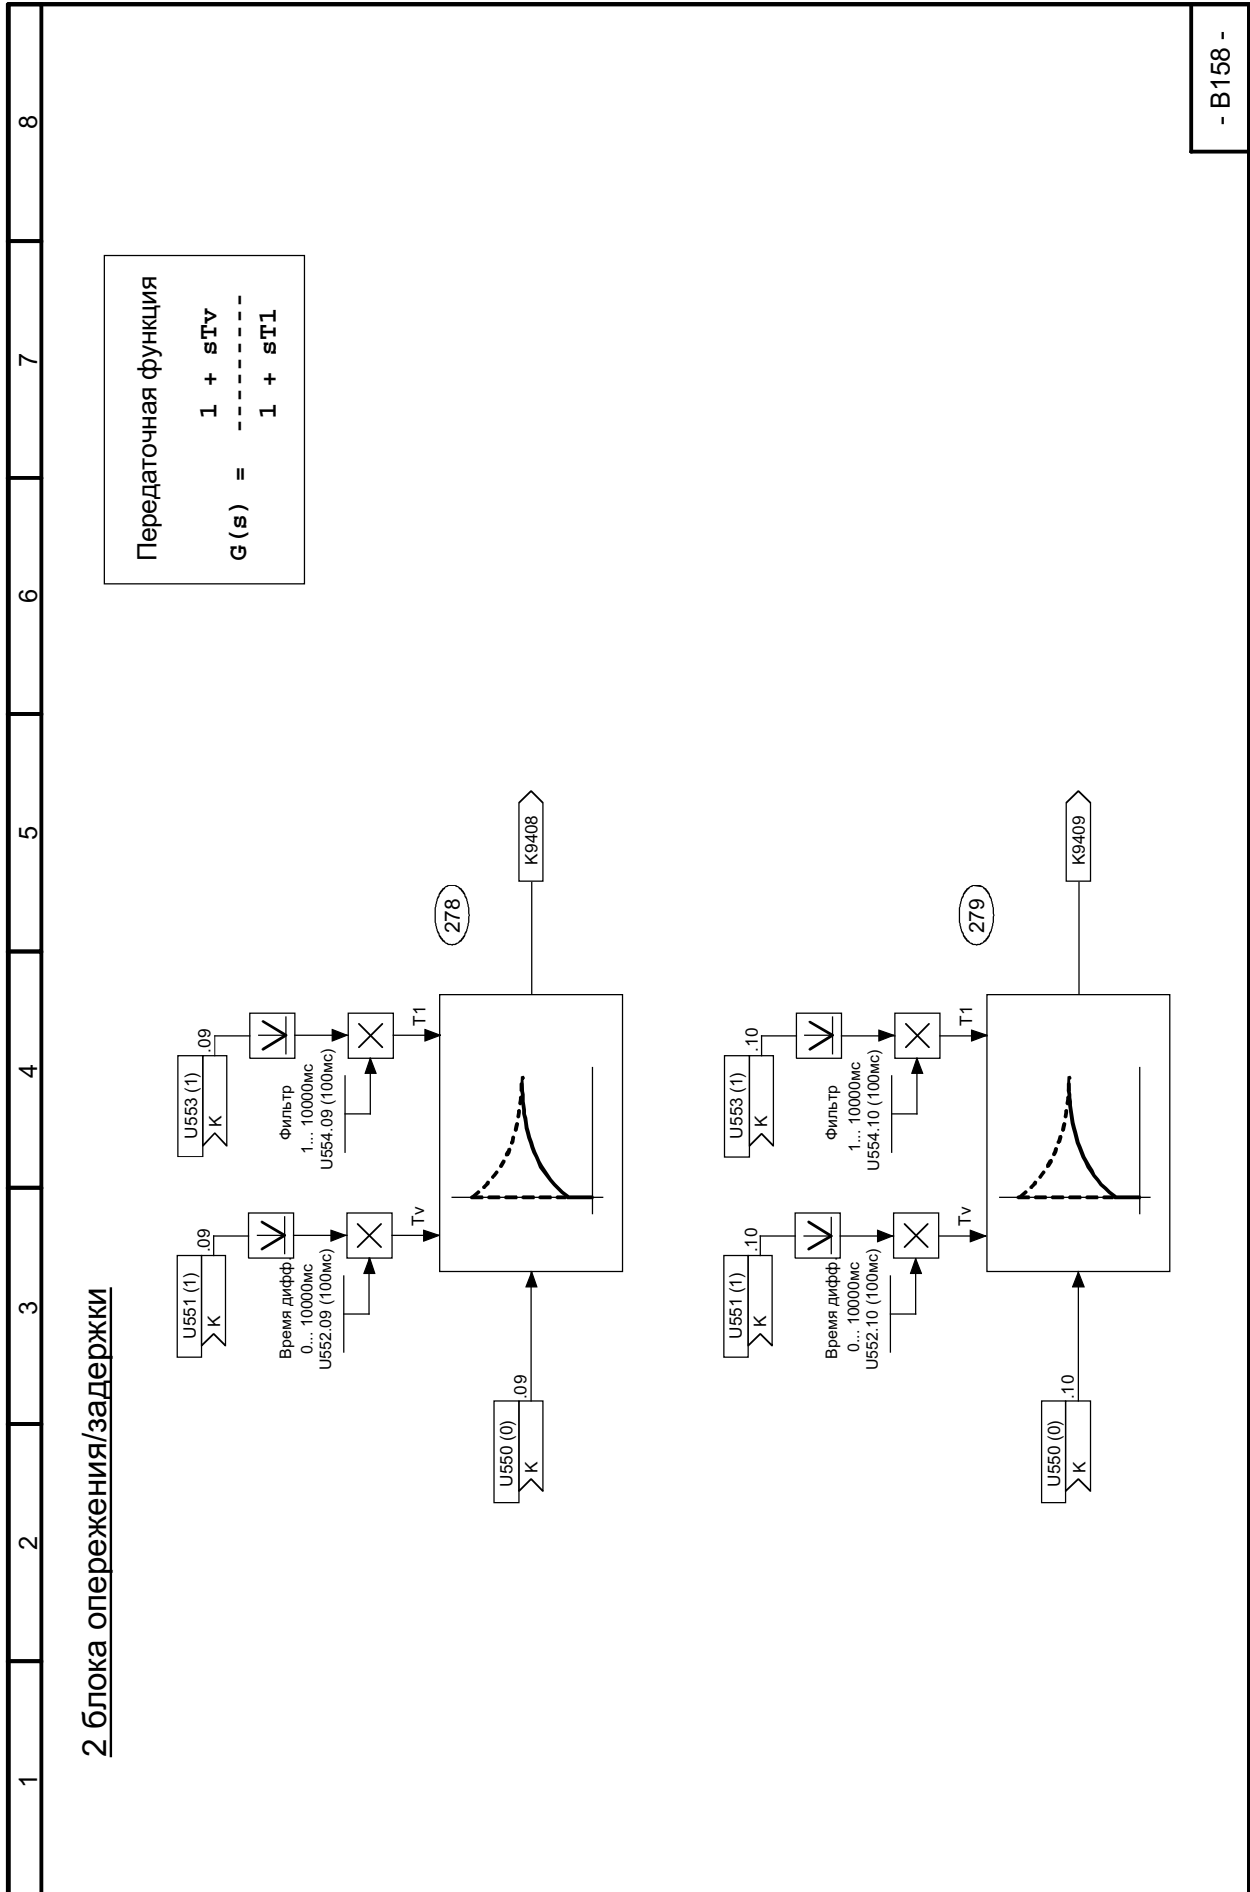 1 2 3 4 5 6 7 8
2 блока опережения/задержки
Передаточная функция
1 + sTv
G(s) = ----------
1 + sT1
U551 (1)
K
.09
U553 (1)
K
.09
Время дифф.
0... 10000мс
U552.09 (100мс)
Фильтр
1... 10000мс
U554.09 (100мс)
Tv
T1
278
U550 (0)
K
.09
K9408
U551 (1)
K
.10
U553 (1)
K
.10
Время дифф.
0... 10000мс
U552.10 (100мс)
Фильтр
1... 10000мс
U554.10 (100мс)
Tv
T1
279
U550 (0)
K
.10
K9409
- B158 -